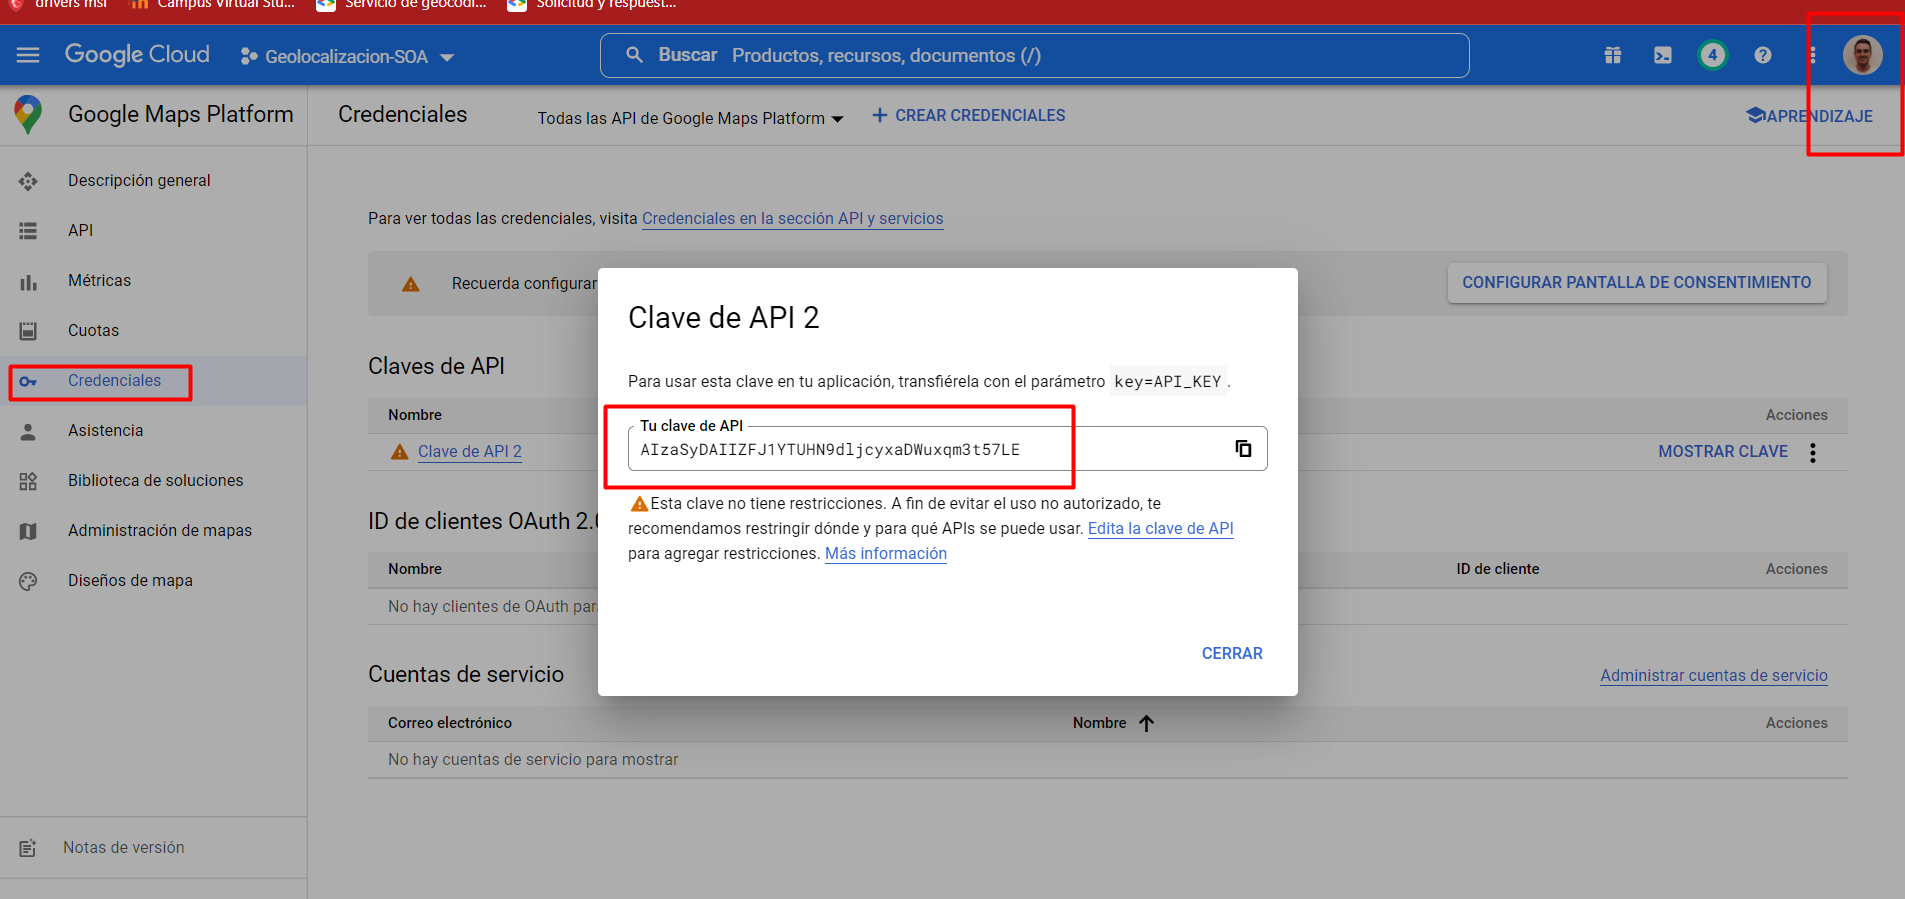 drivers msi Campus Virtual Stu... Servicio de geocodi... Solicitud y respuest...
Google Cloud Geolocalizacion-SOA Buscar Productos, recursos, documentos (/) 4
Google Maps Platform Credenciales Todas las API de Google Maps Platform CREAR CREDENCIALES APRENDIZAJE
Descripción general
API
Métricas
Cuotas
Credenciales
Asistencia
Biblioteca de soluciones
Administración de mapas
Diseños de mapa
Notas de versión
Para ver todas las credenciales, visita Credenciales en la sección API y servicios
Recuerda configurar CONFIGURAR PANTALLA DE CONSENTIMIENTO
Claves de API
Nombre Acciones
Clave de API 2 MOSTRAR CLAVE
ID de clientes OAuth 2.0
Nombre ID de cliente Acciones
No hay clientes de OAuth para
Cuentas de servicio Administrar cuentas de servicio
Correo electrónico Nombre Acciones
No hay cuentas de servicio para mostrar
Clave de API 2
Para usar esta clave en tu aplicación, transfiérela con el parámetro key=API_KEY.
Tu clave de API
AIzaSyDAIIZFJ1YTUHN9dljcyxaDWuxqm3t57LE
Esta clave no tiene restricciones. A fin de evitar el uso no autorizado, te
recomendamos restringir dónde y para qué APIs se puede usar. Edita la clave de API
para agregar restricciones. Más información
CERRAR